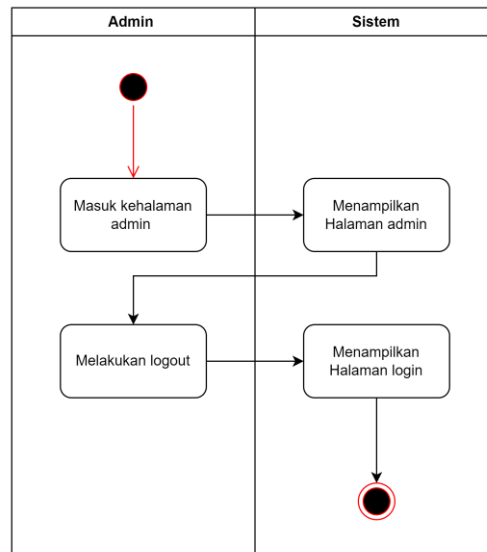 Admin
Sistem
Masuk kehalaman
admin
Menampilkan
Halaman admin
Melakukan logout
Menampilkan
Halaman login